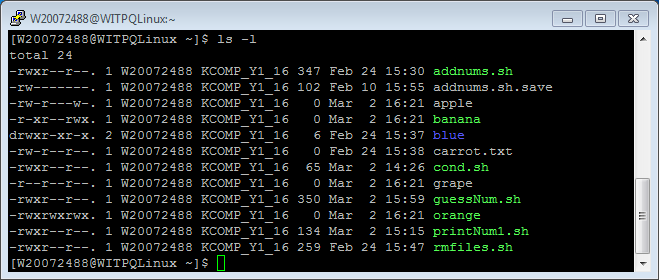 W20072488@WITPQLinux:~
[W20072488@WITPQLinux ~]$ ls -l
total 24
-rwxr--r--. 1 W20072488 KCOMP_Y1_16 347 Feb 24 15:30 addnums.sh
-rw-------. 1 W20072488 KCOMP_Y1_16 102 Feb 10 15:55 addnums.sh.save
-rw-r---w-. 1 W20072488 KCOMP_Y1_16   0 Mar  2 16:21 apple
-r-xr--rwx. 1 W20072488 KCOMP_Y1_16   0 Mar  2 16:21 banana
drwxr-xr-x. 2 W20072488 KCOMP_Y1_16   6 Feb 24 15:37 blue
-rw-r--r--. 1 W20072488 KCOMP_Y1_16   0 Feb 24 15:38 carrot.txt
-rwxr--r--. 1 W20072488 KCOMP_Y1_16  65 Mar  2 14:26 cond.sh
-r--r--r--. 1 W20072488 KCOMP_Y1_16   0 Mar  2 16:21 grape
-rwxr--r--. 1 W20072488 KCOMP_Y1_16 350 Mar  2 15:59 guessNum.sh
-rwxrwxrwx. 1 W20072488 KCOMP_Y1_16   0 Mar  2 16:21 orange
-rwxr--r--. 1 W20072488 KCOMP_Y1_16 134 Mar  2 15:15 printNum1.sh
-rwxr--r--. 1 W20072488 KCOMP_Y1_16 259 Feb 24 15:47 rmfiles.sh
[W20072488@WITPQLinux ~]$